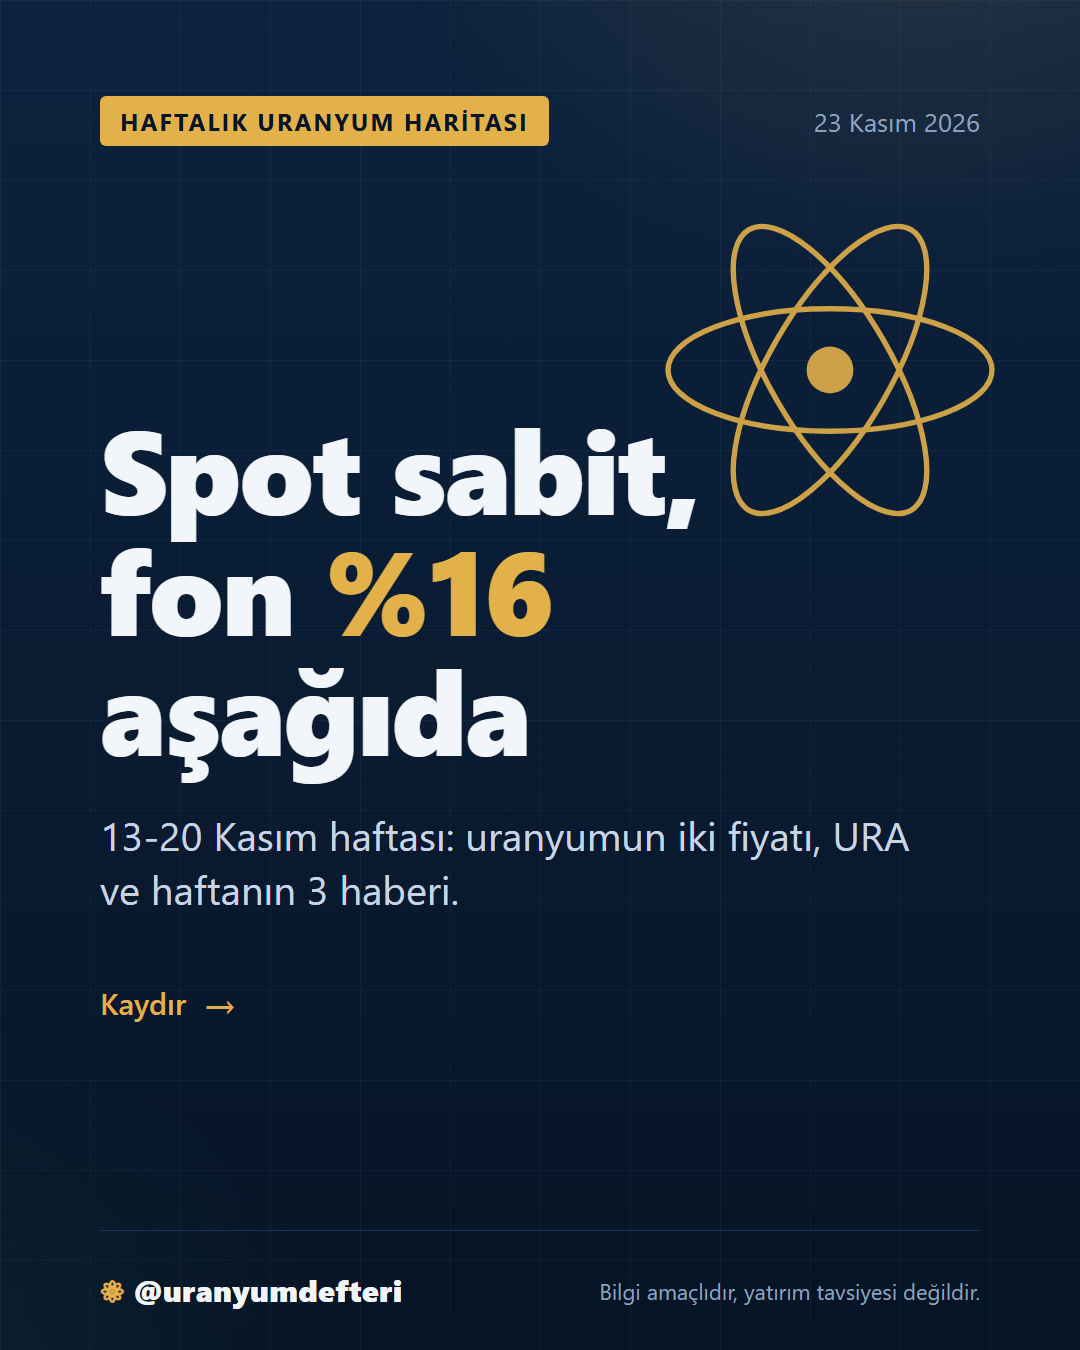 HAFTALIK URANYUM HARİTASI
23 Kasım 2026
Spot sabit,
fon %16
aşağıda
13-20 Kasım haftası: uranyumun iki fiyatı, URA
ve haftanın 3 haberi.
Kaydır →
@uranyumdefteri
Bilgi amaçlıdır, yatırım tavsiyesi değildir.